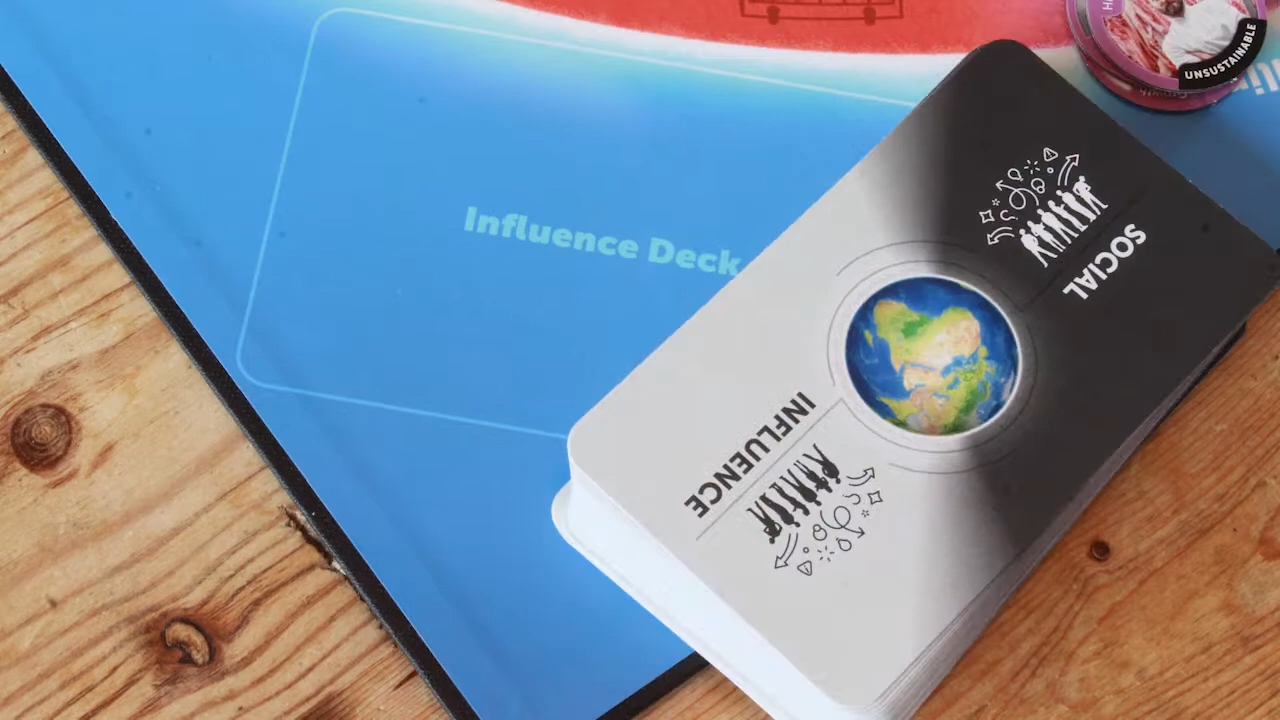 UNSUSTAINABLE
Influence Deck
SOCIAL
INFLUENCE